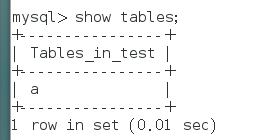 mysql> show tables;
+----------------+
| Tables_in_test |
+----------------+
| a              |
+----------------+
1 row in set (0.01 sec)